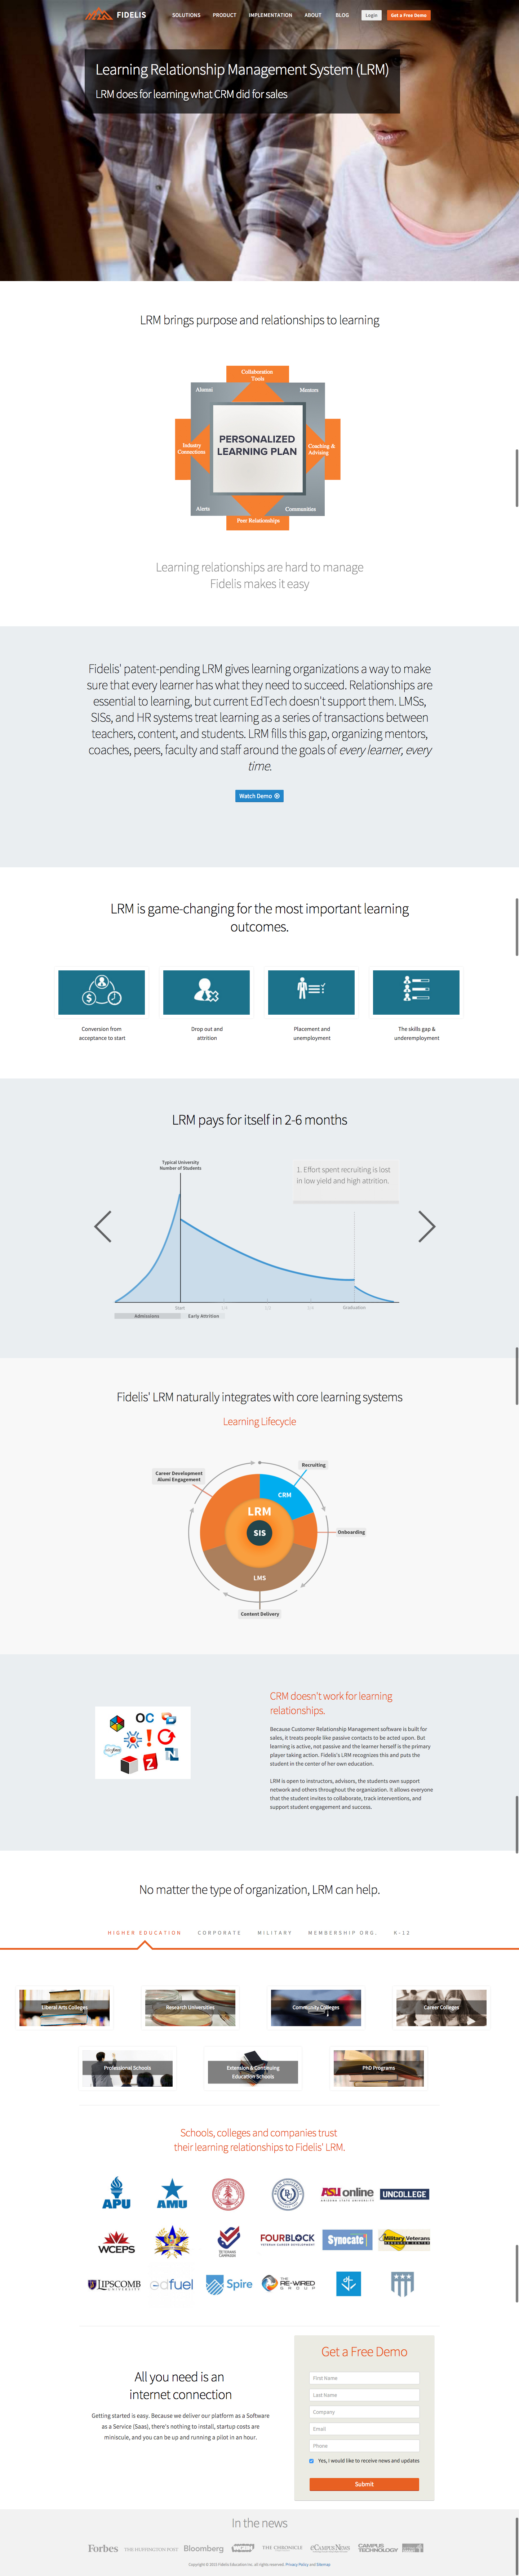 FIDELIS
SOLUTIONS PRODUCT IMPLEMENTATION ABOUT BLOG Login Get a Free Demo
Learning Relationship Management System (LRM)
LRM does for learning what CRM did for sales
LRM brings purpose and relationships to learning
Collaboration
Tools
Alumni
Mentors
PERSONALIZED
LEARNING PLAN
Industry
Connections
Coaching &
Advising
Alerts
Communities
Peer Relationships
Learning relationships are hard to manage
Fidelis makes it easy
Fidelis' patent-pending LRM gives learning organizations a way to make
sure that every learner has what they need to succeed. Relationships are
essential to learning, but current EdTech doesn't support them. LMSs,
SISs, and HR systems treat learning as a series of transactions between
teachers, content, and students. LRM fills this gap, organizing mentors,
coaches, peers, faculty and staff around the goals of every learner, every
time.
Watch Demo
LRM is game-changing for the most important learning
outcomes.
Conversion from
acceptance to start
Drop out and
attrition
Placement and
unemployment
The skills gap &
underemployment
LRM pays for itself in 2-6 months
Typical University
Number of Students
1. Effort spent recruiting is lost
in low yield and high attrition.
Start
Graduation
Admissions
Early Attrition
Fidelis' LRM naturally integrates with core learning systems
Learning Lifecycle
Recruiting
Career Development
Alumi Engagement
CRM
LRM
SIS
Onboarding
LMS
Content Delivery
OC
CRM doesn't work for learning
relationships.
Because Customer Relationship Management software is built for
sales, it treats people like passive contacts to be acted upon. But
learning is active, not passive and the learner herself is the primary
player taking action. Fidelis's LRM recognizes this and puts the
student in the center of her own education.
LRM is open to instructors, advisors, the students own support
network and others throughout the organization. It allows everyone
that the student invites to collaborate, track interventions, and
support student engagement and success.
No matter the type of organization, LRM can help.
HIGHER EDUCATION CORPORATE MILITARY MEMBERSHIP ORG. K-12
Liberal Arts Colleges
Research Universities
Community Colleges
Career Colleges
Professional Schools
Extension & Continuing
Education Schools
PhD Programs
Schools, colleges and companies trust
their learning relationships to Fidelis' LRM.
APU
AMU
ASU online
ARIZONA STATE UNIVERSITY
UNCOLLEGE
WCEPS
VETERANS
CAMPAIGN
FOURBLOCK
VETERAN CAREER DEVELOPMENT
Synocate
Military Veterans
RESOURCE CENTER
LIPSCOMB
UNIVERSITY
edfuel
Spire
THE
RE-WIRED
GROUP
All you need is an
internet connection
Getting started is easy. Because we deliver our platform as a Software
as a Service (SaaS), there's nothing to install, startup costs are
miniscule, and you can be up and running a pilot in an hour.
Get a Free Demo
First Name
Last Name
Company
Email
Phone
Yes, I would like to receive news and updates
Submit
In the news
Forbes THE HUFFINGTON POST Bloomberg THE CHRONICLE eCampusNews CAMPUS
TECHNOLOGY
Copyright © 2015 Fidelis Education Inc. all rights reserved. Privacy Policy and Sitemap